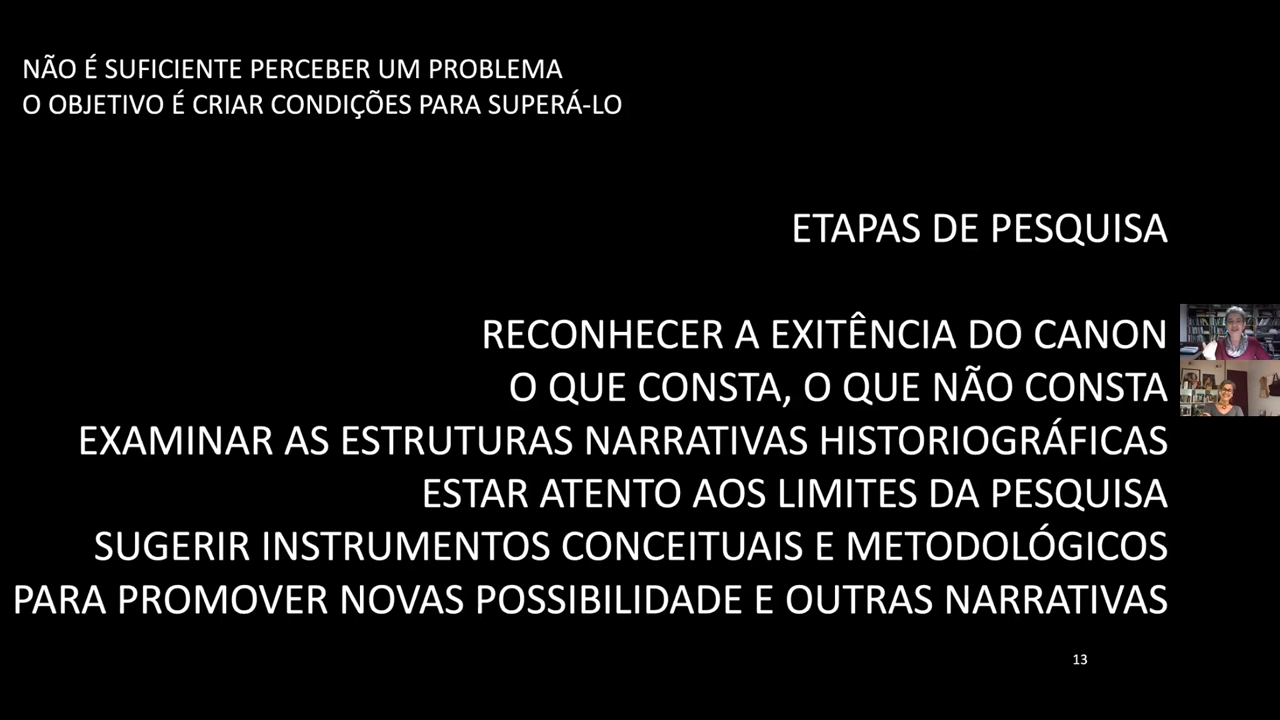 NÃO É SUFICIENTE PERCEBER UM PROBLEMA
O OBJETIVO É CRIAR CONDIÇÕES PARA SUPERÁ-LO
ETAPAS DE PESQUISA
RECONHECER A EXITÊNCIA DO CANON
O QUE CONSTA, O QUE NÃO CONSTA
EXAMINAR AS ESTRUTURAS NARRATIVAS HISTORIOGRÁFICAS
ESTAR ATENTO AOS LIMITES DA PESQUISA
SUGERIR INSTRUMENTOS CONCEITUAIS E METODOLÓGICOS
PARA PROMOVER NOVAS POSSIBILIDADE E OUTRAS NARRATIVAS
13